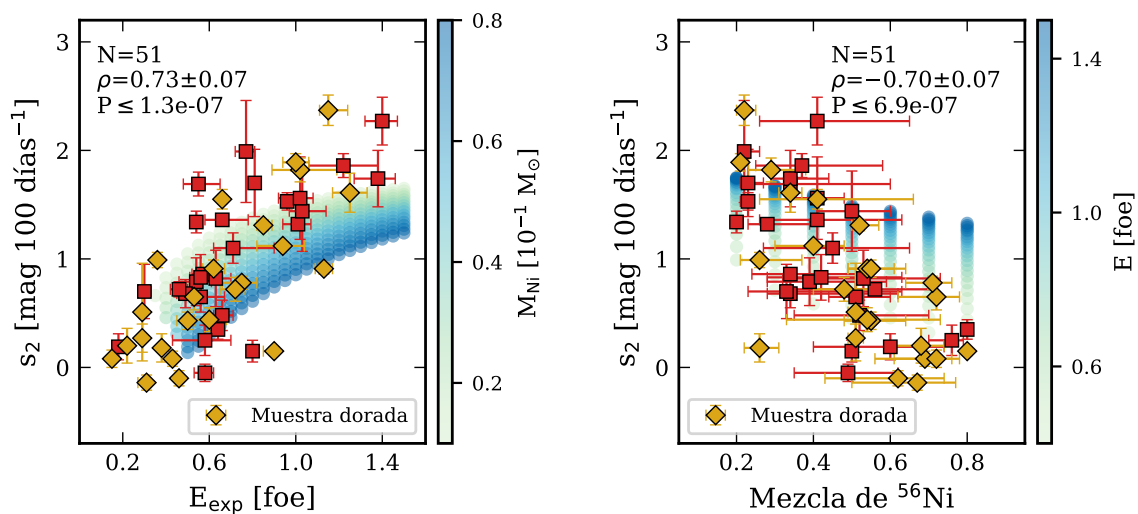 N=51
ρ=0.73±0.07
P ≤ 1.3e-07
Muestra dorada
3
2
1
0
s₂ [mag 100 días⁻¹]
0.2 0.6 1.0 1.4
E_exp [foe]
0.8
0.6
0.4
0.2
M_Ni [10⁻¹ M_⊙]
N=51
ρ=−0.70±0.07
P ≤ 6.9e-07
Muestra dorada
3
2
1
0
s₂ [mag 100 días⁻¹]
0.2 0.4 0.6 0.8
Mezcla de ⁵⁶Ni
1.4
1.0
0.6
E [foe]